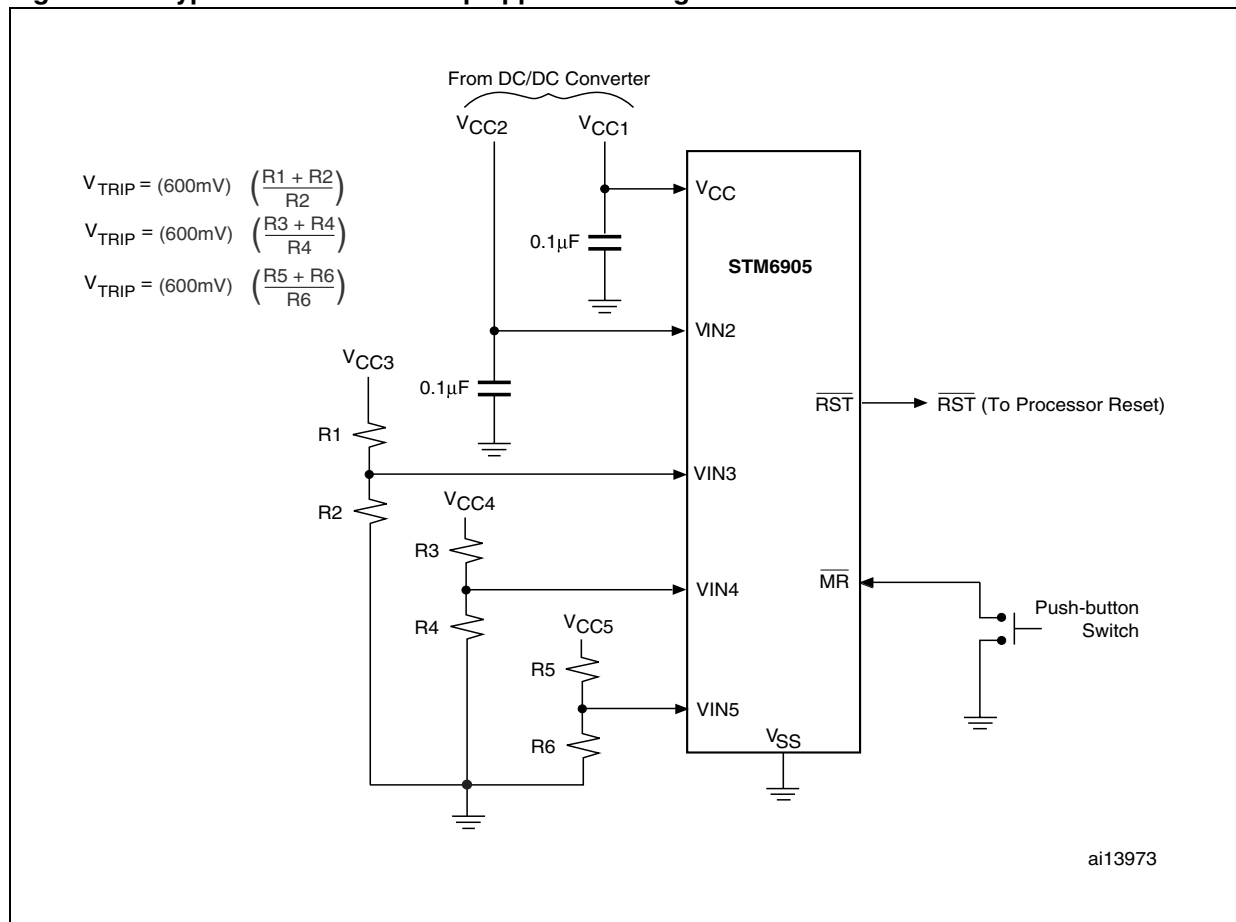 From DC/DC Converter
VCC2 VCC1
VTRIP = (600mV) (R1 + R2 / R2)
VTRIP = (600mV) (R3 + R4 / R4)
VTRIP = (600mV) (R5 + R6 / R6)
VCC
0.1μF
STM6905
VIN2
VCC3
0.1μF
RST
RST (To Processor Reset)
R1
VIN3
R2
VCC4
R3
MR
VIN4
Push-button
Switch
R4
VCC5
R5
VIN5
R6
VSS
ai13973